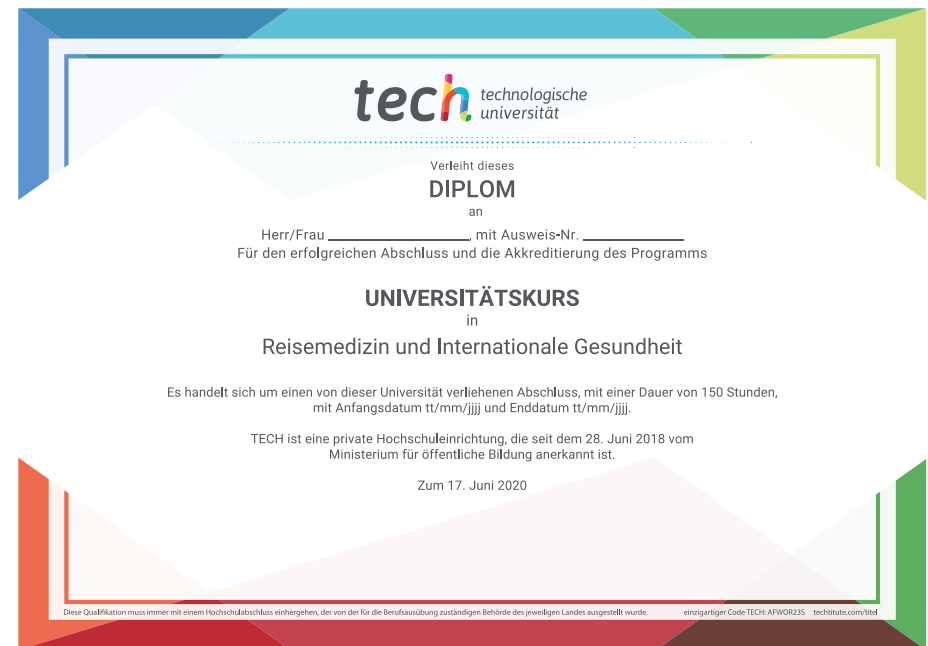 tech technologische
universität
Verleiht dieses
DIPLOM
an
Herr/Frau ____________, mit Ausweis-Nr. ____________
Für den erfolgreichen Abschluss und die Akkreditierung des Programms
UNIVERSITÄTSKURS
in
Reisemedizin und Internationale Gesundheit
Es handelt sich um einen von dieser Universität verliehenen Abschluss, mit einer Dauer von 150 Stunden,
mit Anfangsdatum tt/mm/jjjj und Enddatum tt/mm/jjjj.
TECH ist eine private Hochschuleinrichtung, die seit dem 28. Juni 2018 vom
Ministerium für öffentliche Bildung anerkannt ist.
Zum 17. Juni 2020
Diese Qualifikation muss immer mit einem Hochschulabschluss einhergehen, der von der für die Berufsausübung zuständigen Behörde des jeweiligen Landes ausgestellt wurde. einzigartiger Code TECH: AFWOR23S techtitute.com/titel